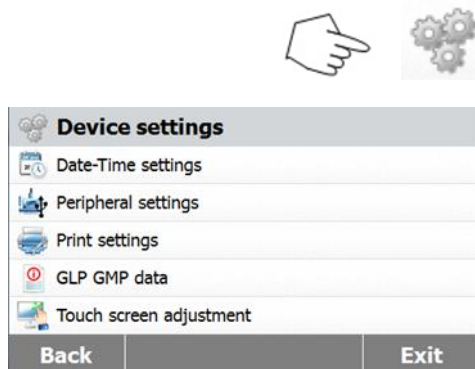 Device settings
Date-Time settings
Peripheral settings
Print settings
GLP GMP data
Touch screen adjustment
Back Exit